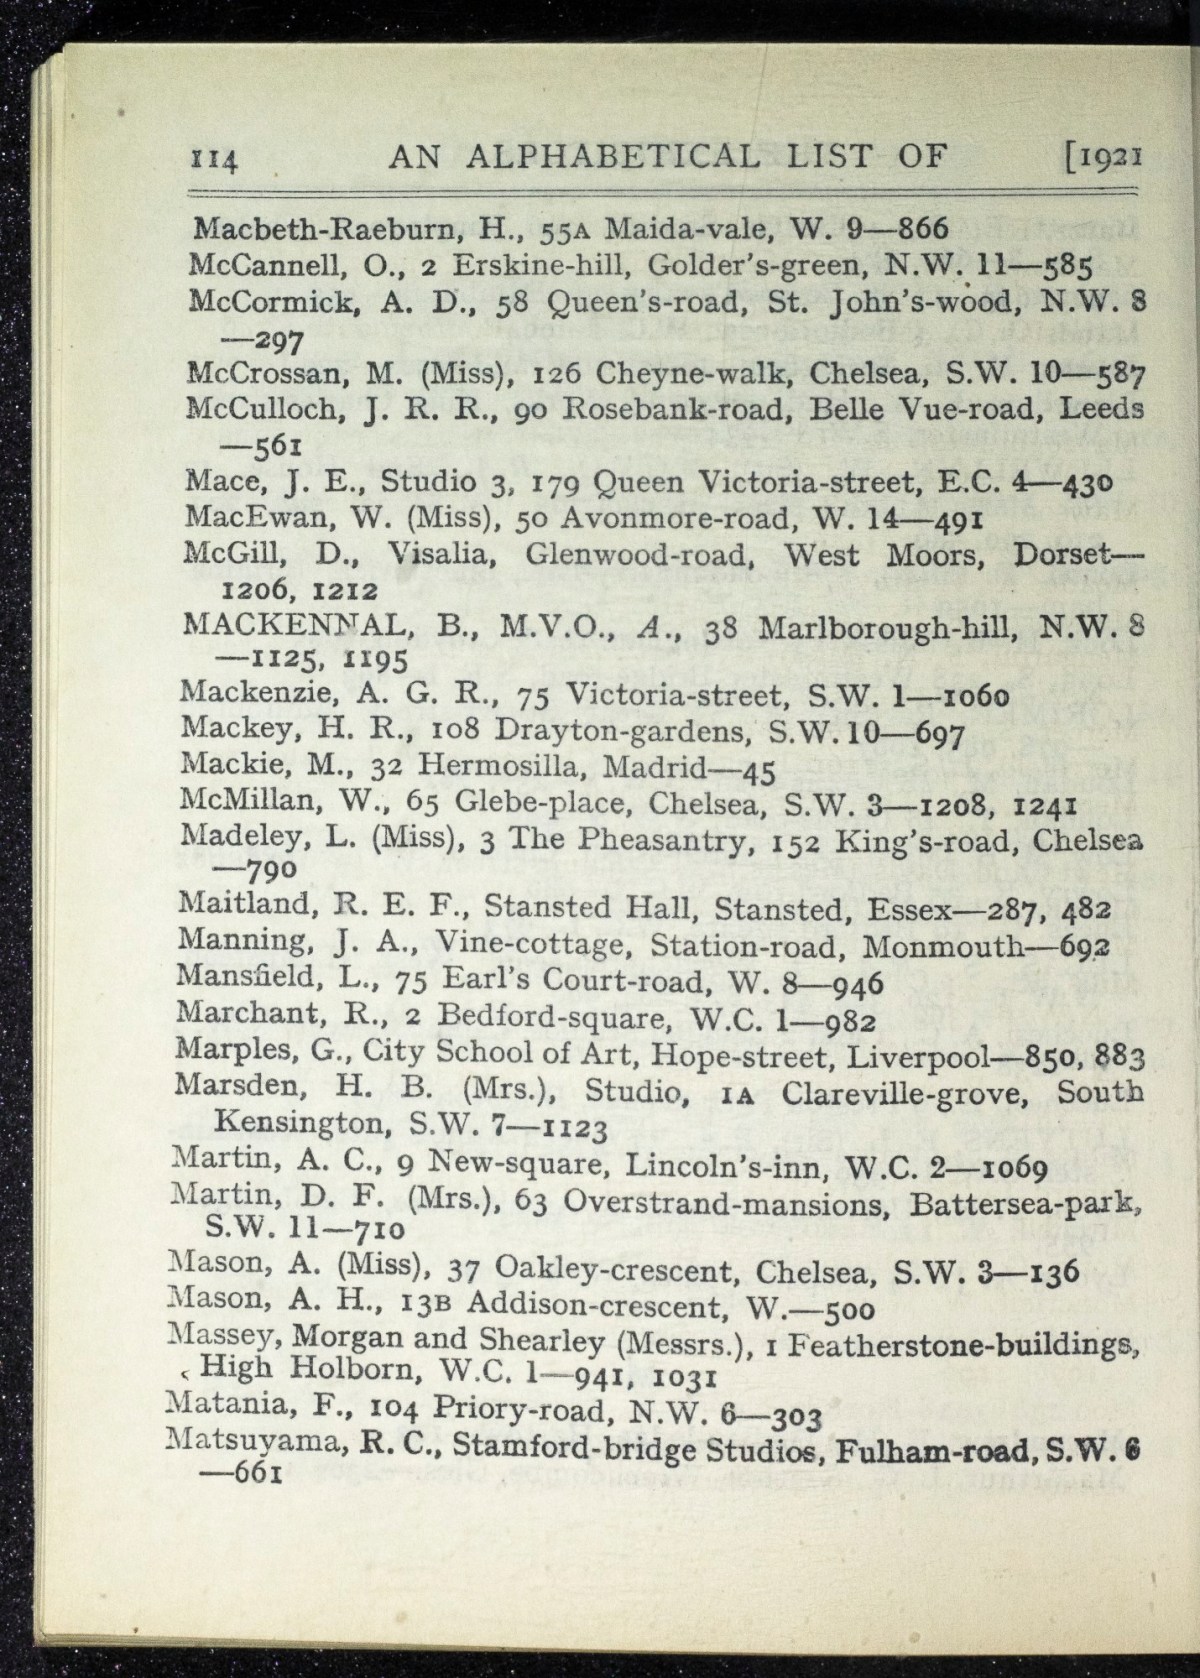 114 AN ALPHABETICAL LIST OF [1921
Macbeth-Raeburn, H., 55A Maida-vale, W. 9—866
McCannell, O., 2 Erskine-hill, Golder's-green, N.W. 11—585
McCormick, A. D., 58 Queen's-road, St. John's-wood, N.W. 8
—297
McCrossan, M. (Miss), 126 Cheyne-walk, Chelsea, S.W. 10—587
McCulloch, J. R. R., 90 Rosebank-road, Belle Vue-road, Leeds
—561
Mace, J. E., Studio 3, 179 Queen Victoria-street, E.C. 4—430
MacEwan, W. (Miss), 50 Avonmore-road, W. 14—491
McGill, D., Visalia, Glenwood-road, West Moors, Dorset—
1206, 1212
MACKENNAL, B., M.V.O., A., 38 Marlborough-hill, N.W. 8
—1125, 1195
Mackenzie, A. G. R., 75 Victoria-street, S.W. 1—1060
Mackey, H. R., 108 Drayton-gardens, S.W. 10—697
Mackie, M., 32 Hermosilla, Madrid—45
McMillan, W., 65 Glebe-place, Chelsea, S.W. 3—1208, 1241
Madeley, L. (Miss), 3 The Pheasantry, 152 King's-road, Chelsea
—790
Maitland, R. E. F., Stansted Hall, Stansted, Essex—287, 482
Manning, J. A., Vine-cottage, Station-road, Monmouth—692
Mansfield, L., 75 Earl's Court-road, W. 8—946
Marchant, R., 2 Bedford-square, W.C. 1—982
Marples, G., City School of Art, Hope-street, Liverpool—850, 883
Marsden, H. B. (Mrs.), Studio, 1A Clareville-grove, South
Kensington, S.W. 7—1123
Martin, A. C., 9 New-square, Lincoln's-inn, W.C. 2—1069
Martin, D. F. (Mrs.), 63 Overstrand-mansions, Battersea-park,
S.W. 11—710
Mason, A. (Miss), 37 Oakley-crescent, Chelsea, S.W. 3—136
Mason, A. H., 13B Addison-crescent, W.—500
Massey, Morgan and Shearley (Messrs.), 1 Featherstone-buildings,
High Holborn, W.C. 1—941, 1031
Matania, F., 104 Priory-road, N.W. 6—303
Matsuyama, R. C., Stamford-bridge Studios, Fulham-road, S.W. 6
—661